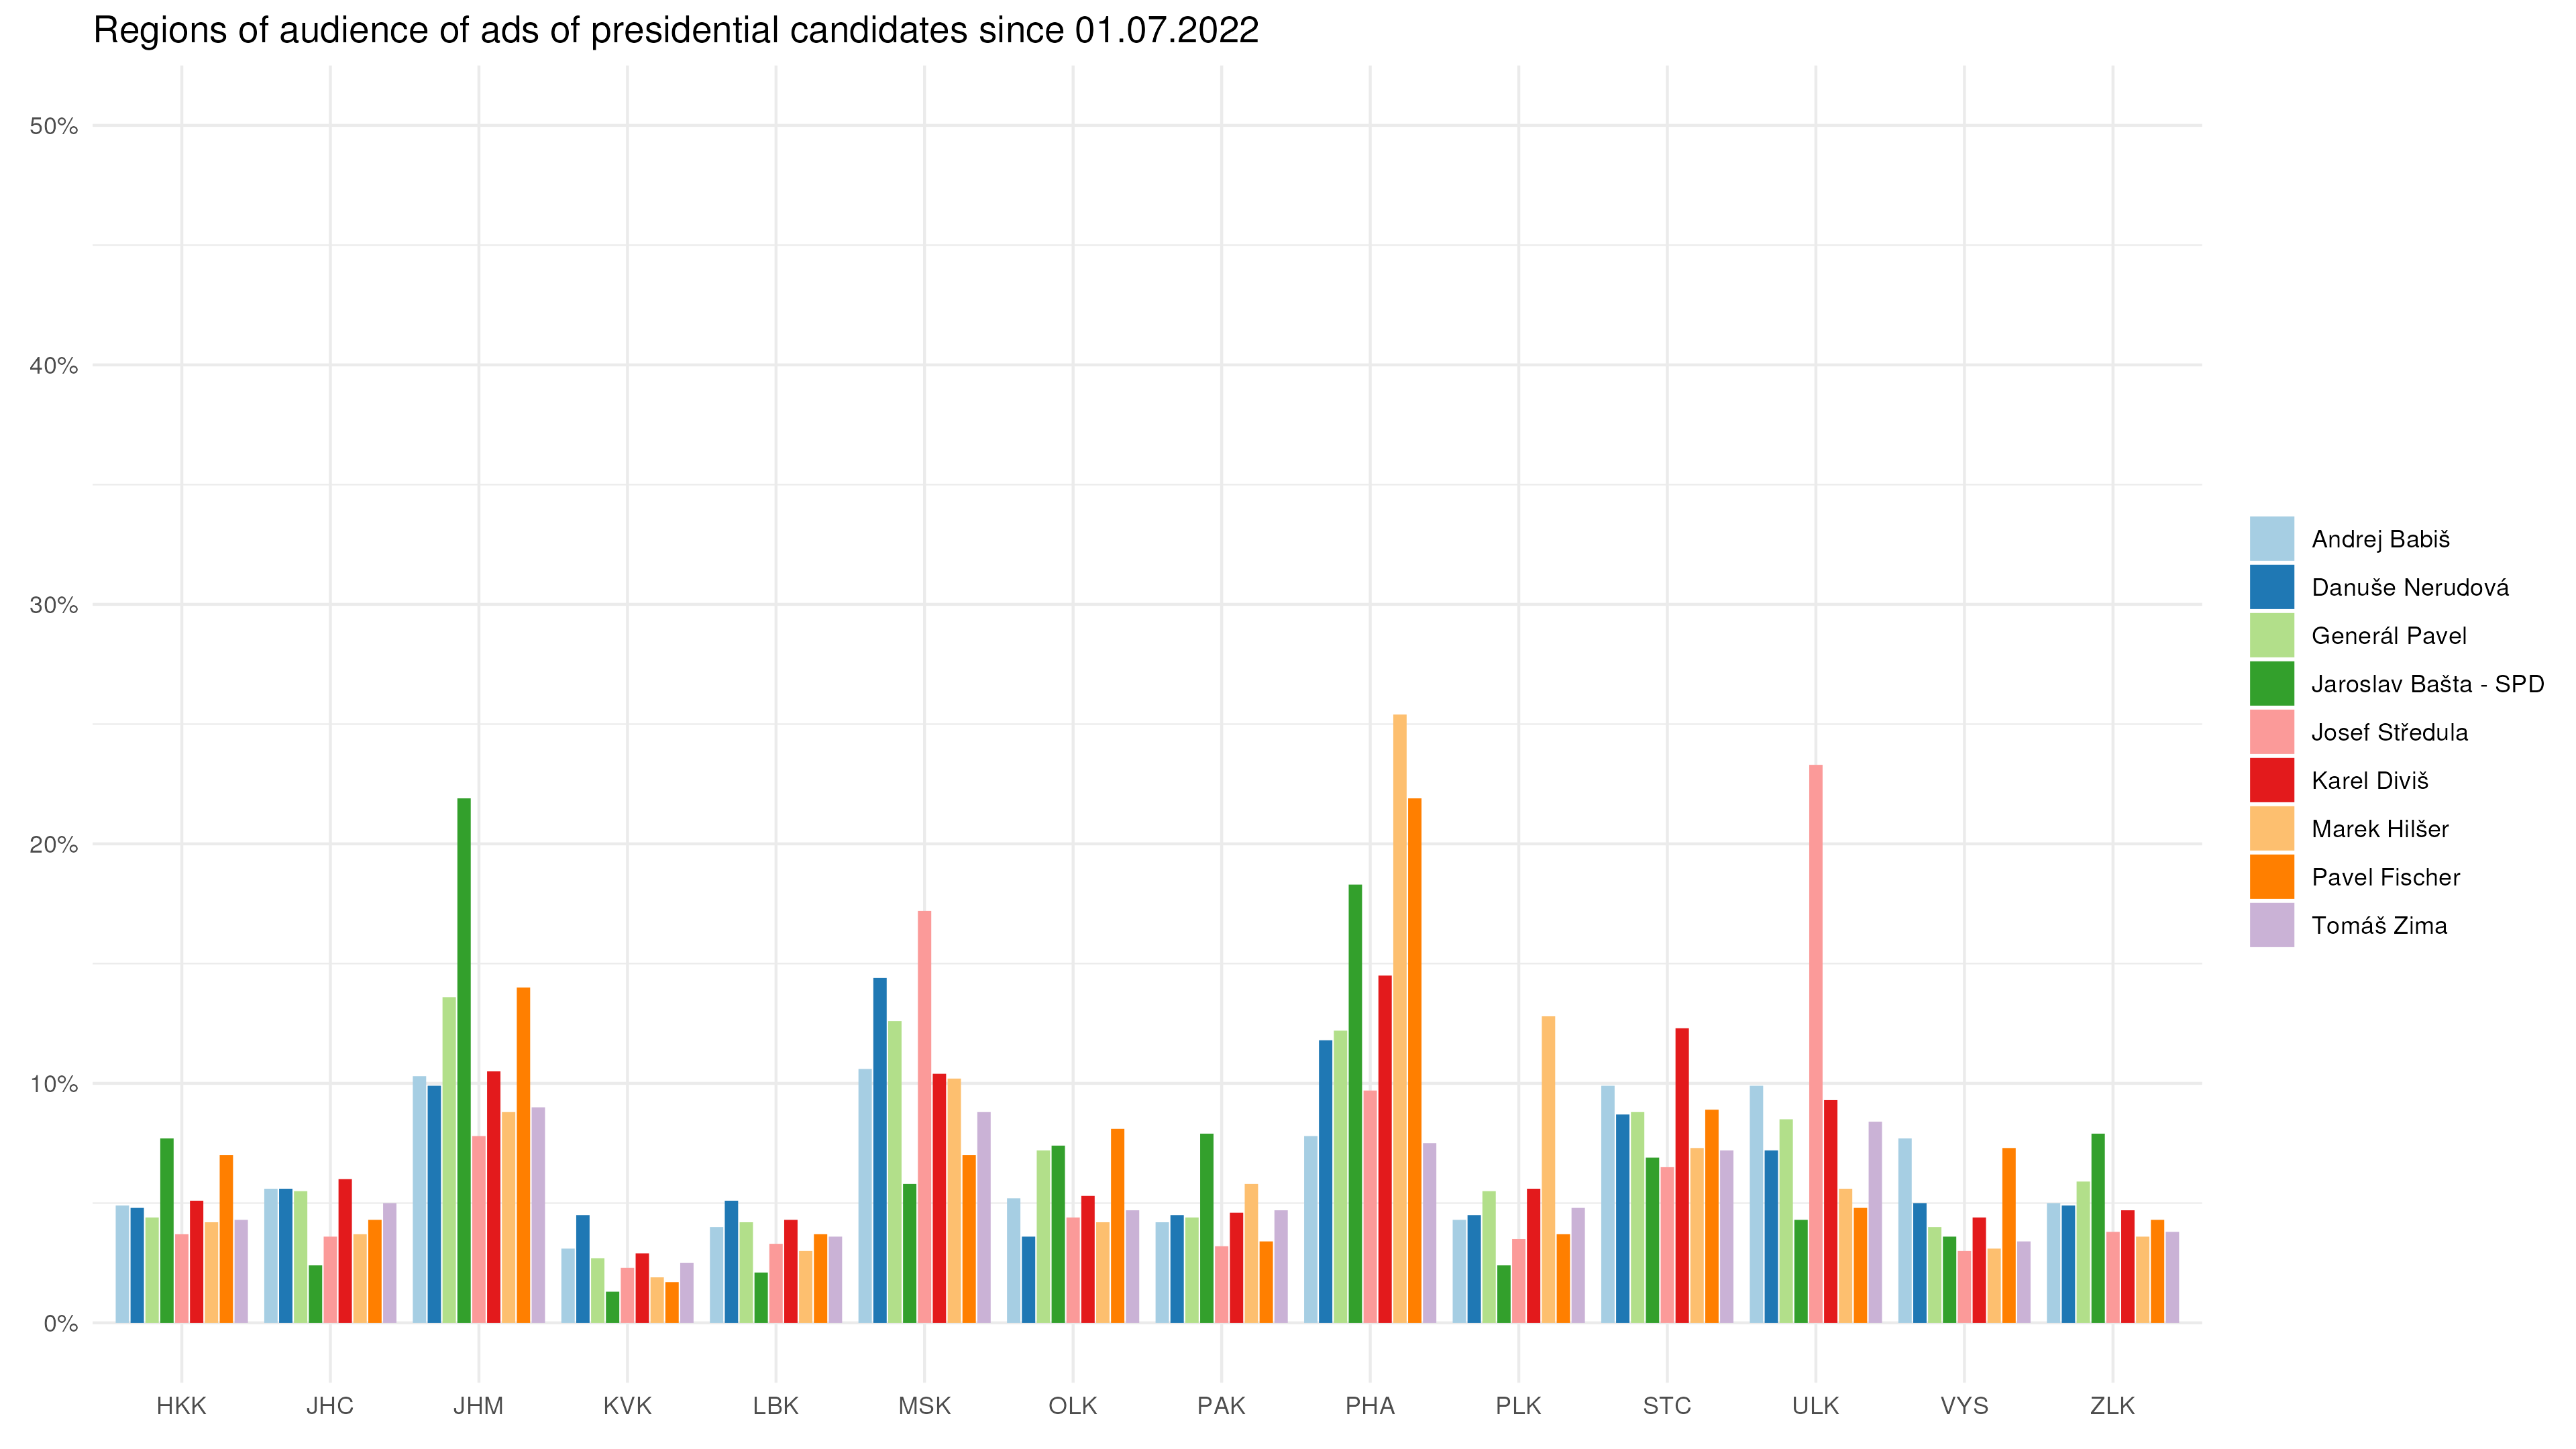 Regions of audience of ads of presidential candidates since 01.07.2022
50%
40%
30%
20%
10%
0%
HKK JHC JHM KVK LBK MSK OLK PAK PHA PLK STC ULK VYS ZLK
Andrej Babiš
Danuše Nerudová
Generál Pavel
Jaroslav Bašta - SPD
Josef Středula
Karel Diviš
Marek Hilšer
Pavel Fischer
Tomáš Zima